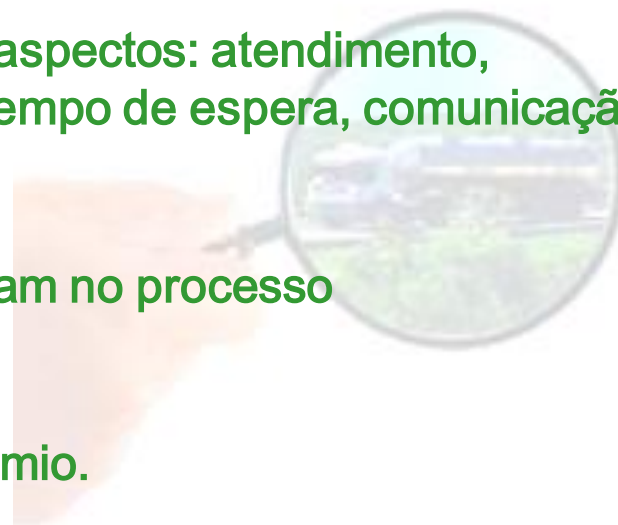 aspectos: atendimento,
empo de espera, comunicaçã
am no processo
mio.